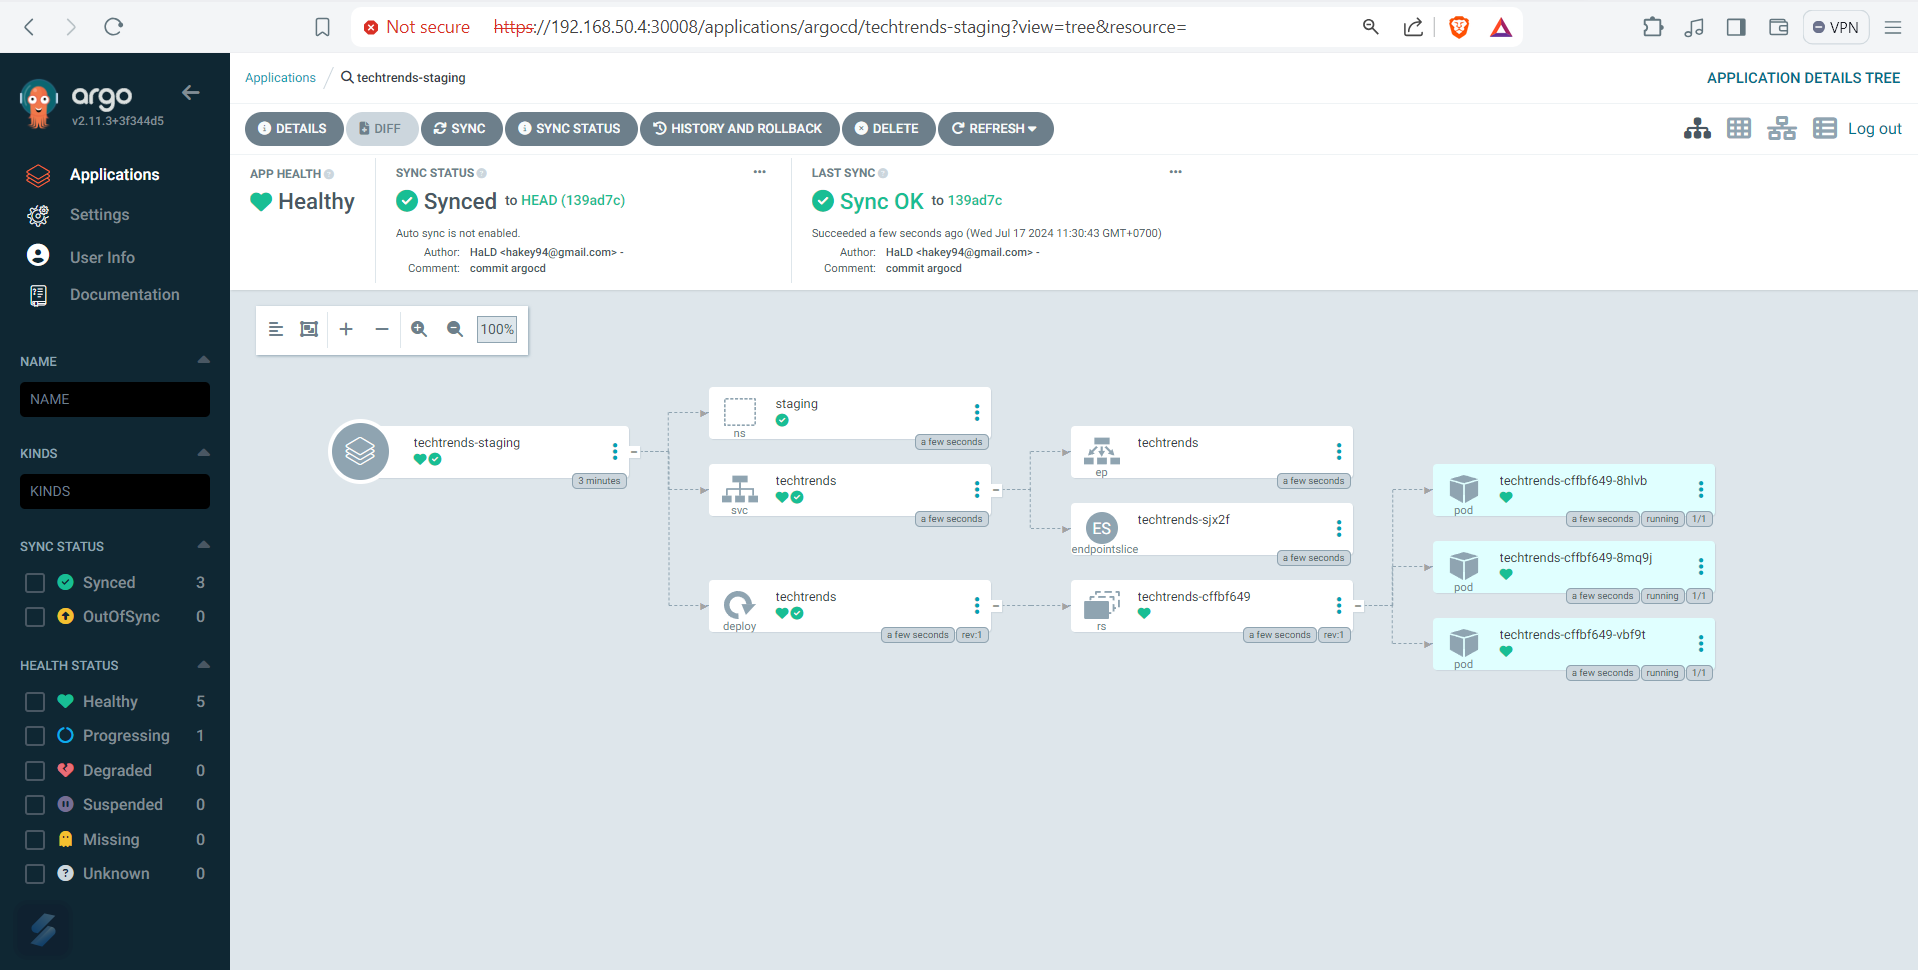 Not secure https://192.168.50.4:30008/applications/argocd/techtrends-staging?view=tree&resource= VPN
argo
v2.11.3+3f344d5
Applications
Settings
User Info
Documentation
NAME
NAME
KINDS
KINDS
SYNC STATUS
Synced 3
OutOfSync 0
HEALTH STATUS
Healthy 5
Progressing 1
Degraded 0
Suspended 0
Missing 0
Unknown 0
Applications / techtrends-staging APPLICATION DETAILS TREE
DETAILS DIFF SYNC SYNC STATUS HISTORY AND ROLLBACK DELETE REFRESH Log out
APP HEALTH
Healthy
SYNC STATUS
Synced to HEAD (139ad7c)
Auto sync is not enabled.
Author: HaLD <hakey94@gmail.com> -
Comment: commit argocd
LAST SYNC
Sync OK to 139ad7c
Succeeded a few seconds ago (Wed Jul 17 2024 11:30:43 GMT+0700)
Author: HaLD <hakey94@gmail.com> -
Comment: commit argocd
100%
techtrends-staging
3 minutes
staging
ns
a few seconds
techtrends
svc
a few seconds
techtrends
deploy
a few seconds rev:1
techtrends
ep
a few seconds
ES techtrends-sjx2f
endpointslice
a few seconds
techtrends-cffbf649
rs
a few seconds rev:1
techtrends-cffbf649-8hlvb
pod
a few seconds running 1/1
techtrends-cffbf649-8mq9j
pod
a few seconds running 1/1
techtrends-cffbf649-vbf9t
pod
a few seconds running 1/1